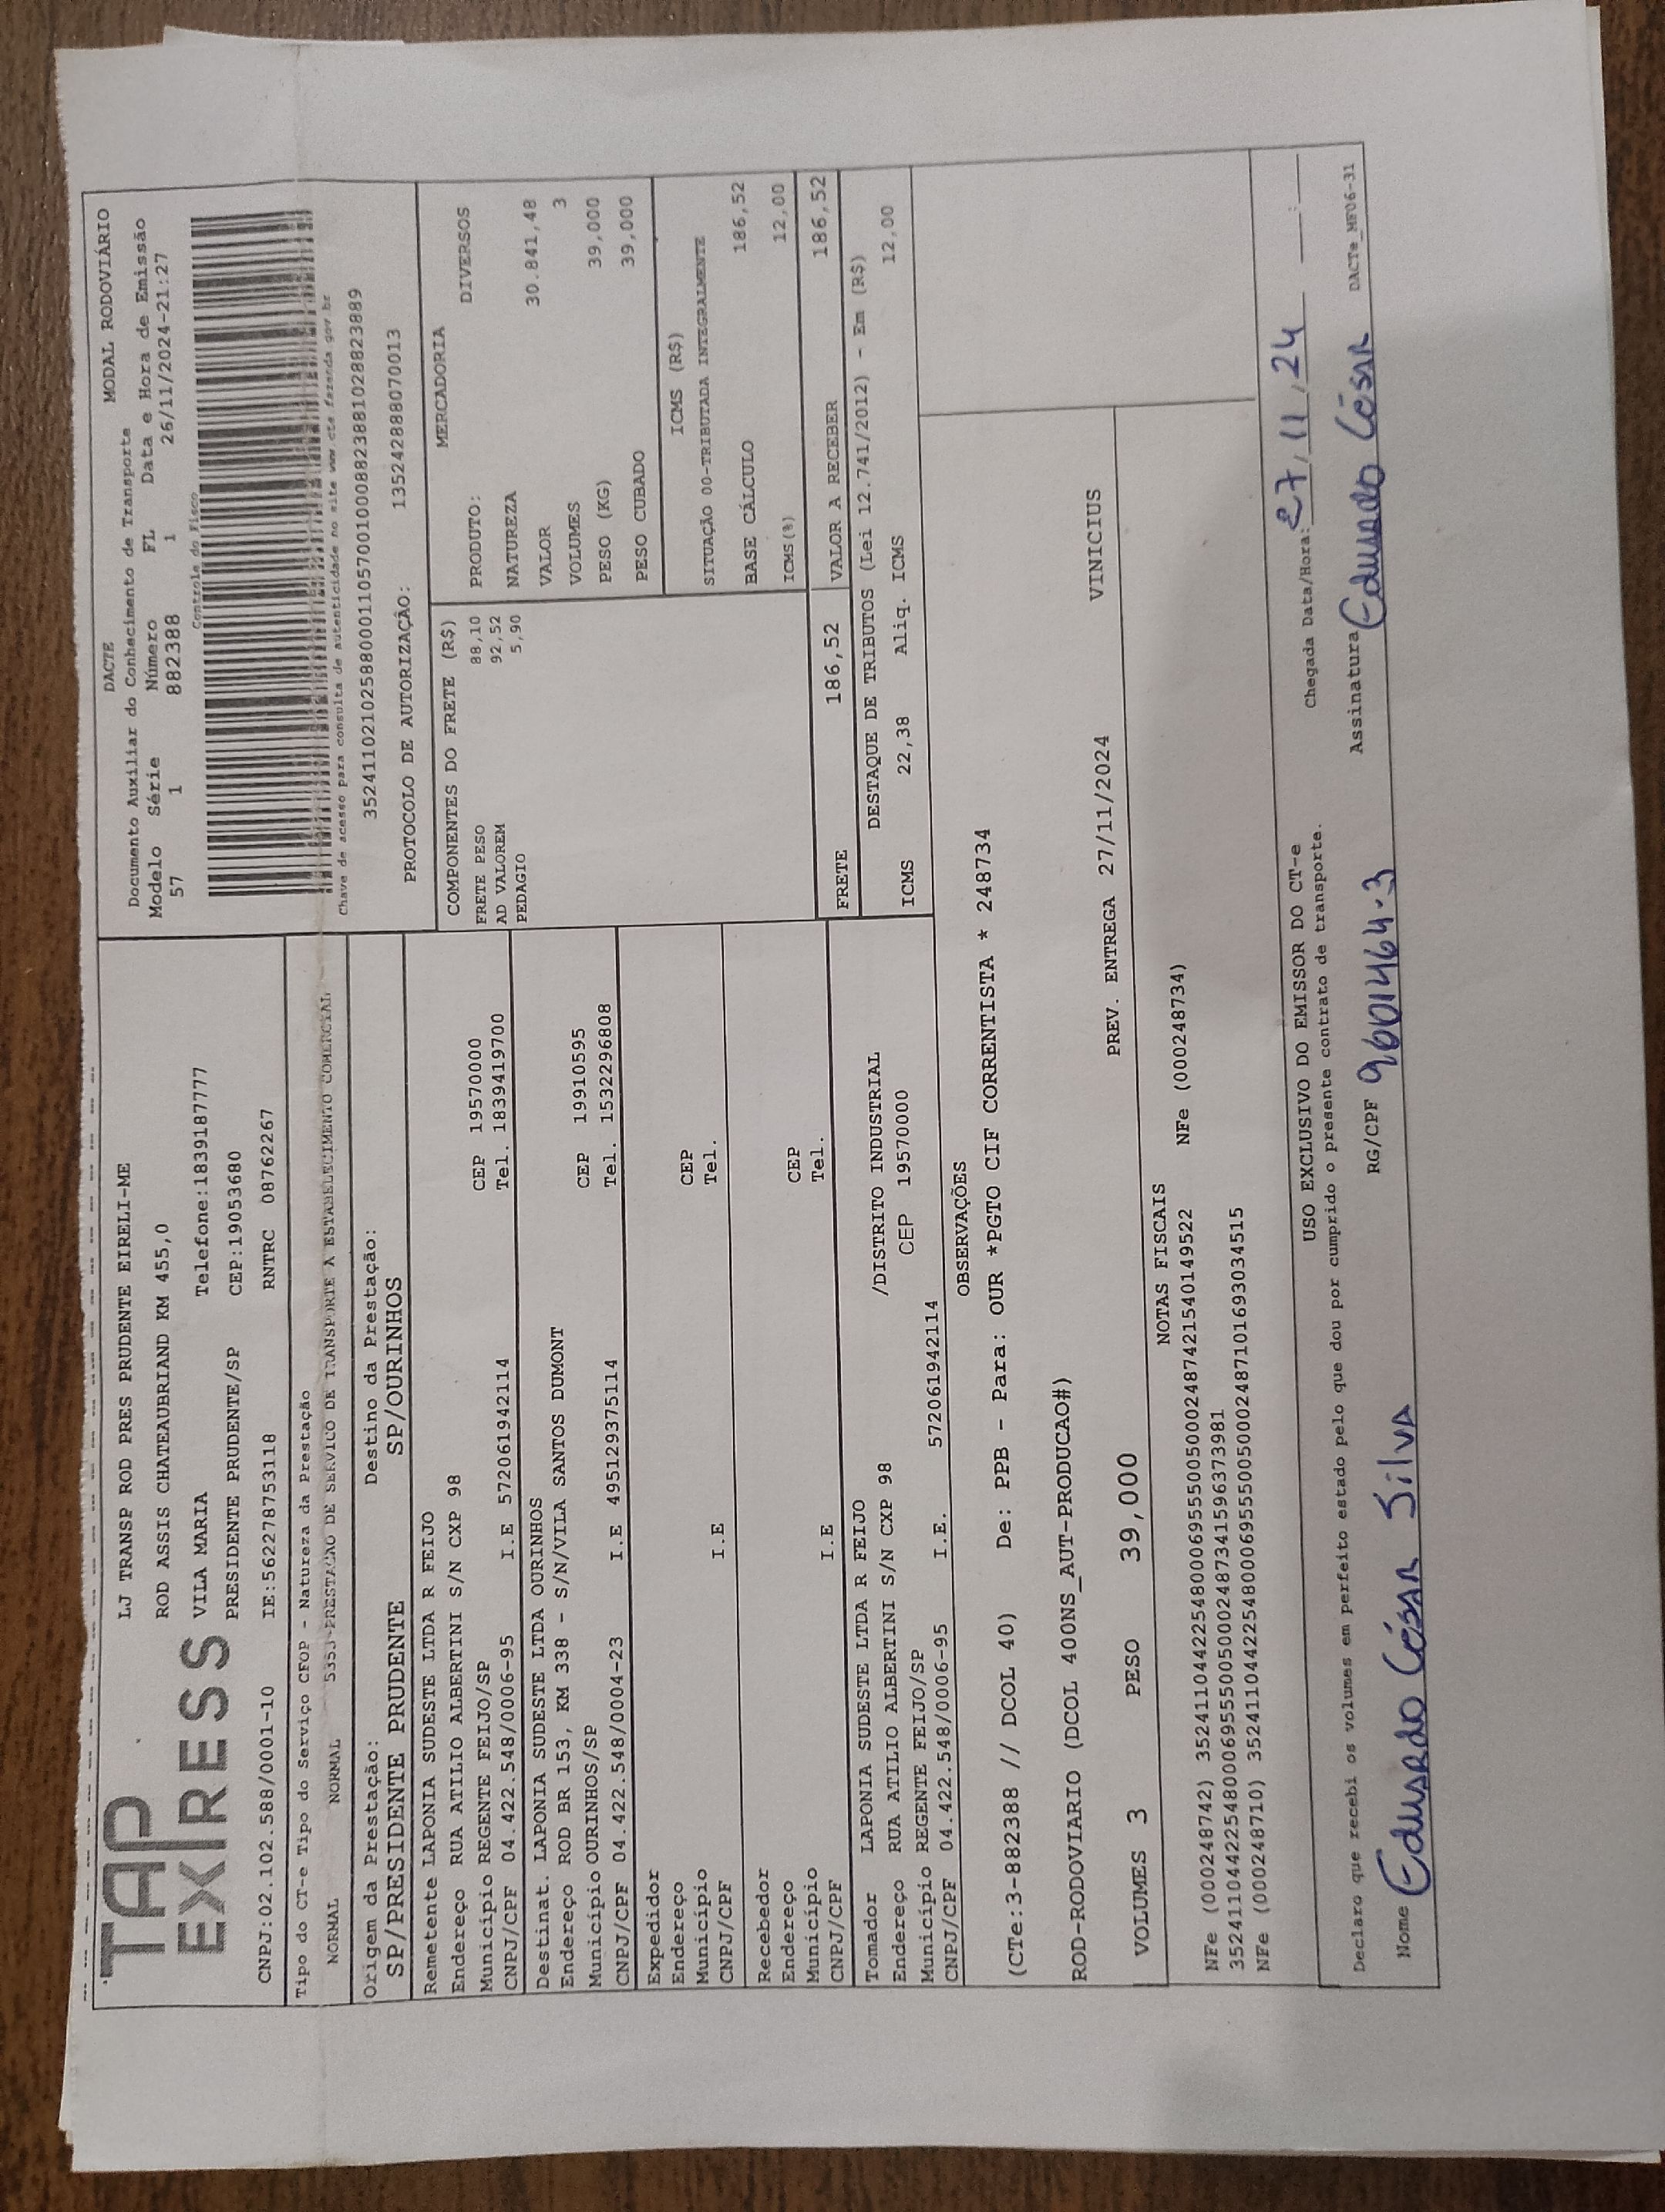 TAP
EXPRESS
LJ TRANSP ROD PRES PRUDENTE EIRELI-ME
ROD ASSIS CHATEAUBRIAND KM 455,0
VILA MARIA Telefone:1839187777
PRESIDENTE PRUDENTE/SP CEP:19053680
CNPJ:02.102.588/0001-10 IE:562278753118 RNTRC 08762267
DACTE MODAL RODOVIÁRIO
Documento Auxiliar do Conhecimento de Transporte
Modelo Série Número FL Data e Hora de Emissão
57 1 882388 1 26/11/2024-21:27
Controle do Fisco
Chave de acesso para consulta de autenticidade no site www.cte.fazenda.gov.br
35241102102588000110570010008823881028823889
PROTOCOLO DE AUTORIZAÇÃO: 135242888070013
Tipo do CT-e Tipo do Serviço CFOP - Natureza da Prestação
NORMAL NORMAL 5353-PRESTACAO DE SERVICO DE TRANSPORTE A ESTABELECIMENTO COMERCIAL
Origem da Prestação: Destino da Prestação:
SP/PRESIDENTE PRUDENTE SP/OURINHOS
Remetente LAPONIA SUDESTE LTDA R FEIJO
Endereço RUA ATILIO ALBERTINI S/N CXP 98
Município REGENTE FEIJO/SP CEP 19570000
CNPJ/CPF 04.422.548/0006-95 I.E 572061942114 Tel. 1839419700
Destinat. LAPONIA SUDESTE LTDA OURINHOS
Endereço ROD BR 153, KM 338 - S/N/VILA SANTOS DUMONT
Município OURINHOS/SP CEP 19910595
CNPJ/CPF 04.422.548/0004-23 I.E 495129375114 Tel. 1532296808
Expedidor
Endereço
Município CEP
CNPJ/CPF I.E Tel.
Recebedor
Endereço
Município CEP
CNPJ/CPF I.E Tel.
Tomador LAPONIA SUDESTE LTDA R FEIJO
Endereço RUA ATILIO ALBERTINI S/N CXP 98 /DISTRITO INDUSTRIAL
Município REGENTE FEIJO/SP CEP 19570000
CNPJ/CPF 04.422.548/0006-95 I.E. 572061942114
COMPONENTES DO FRETE (R$)
FRETE PESO 88,10
AD VALOREM 92,52
PEDAGIO 5,90
MERCADORIA
PRODUTO: DIVERSOS
NATUREZA
VALOR 30.841,48
VOLUMES 3
PESO (KG) 39,000
PESO CUBADO 39,000
ICMS (R$)
SITUAÇÃO 00-TRIBUTADA INTEGRALMENTE
BASE CÁLCULO 186,52
ICMS(%) 12,00
FRETE 186,52 VALOR A RECEBER 186,52
DESTAQUE DE TRIBUTOS (Lei 12.741/2012) - Em (R$)
ICMS 22,38 Aliq. ICMS 12,00
OBSERVAÇÕES
(CTe:3-882388 // DCOL 40) De: PPB - Para: OUR *PGTO CIF CORRENTISTA * 248734
ROD-RODOVIARIO (DCOL 400NS_AUT-PRODUCAO#)
VOLUMES 3 PESO 39,000 PREV. ENTREGA 27/11/2024 VINICIUS
NOTAS FISCAIS
NFe (000248742) 35241104422548000695550050002487421540149522 NFe (000248734)
35241104422548000695550050002487341596373981
NFe (000248710) 35241104422548000695550050002487101693034515
USO EXCLUSIVO DO EMISSOR DO CT-e
Declaro que recebi os volumes em perfeito estado pelo que dou por cumprido o presente contrato de transporte.
Chegada Data/Hora: 27/11/24 :
Nome Eduardo César Silva RG/CPF 96001464-3 Assinatura Eduardo César
DACTe_MF06-31